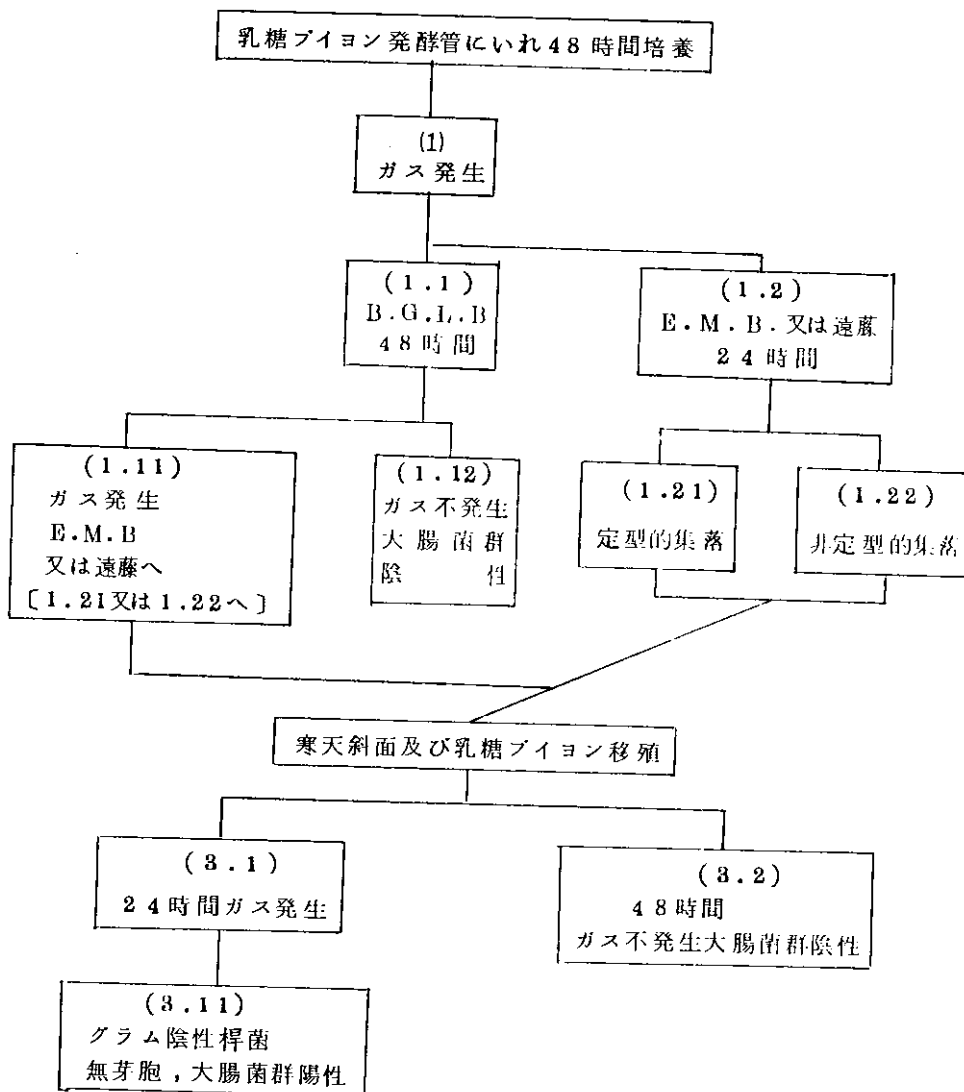 乳糖ブイヨン発酵管にいれ48時間培養
(1)
ガス発生
(1.1)
B.G.L.B
48時間
(1.2)
E.M.B.又は遠藤
24時間
(1.11)
ガス発生
E.M.B
又は遠藤へ
〔1.21又は1.22へ〕
(1.12)
ガス不発生
大腸菌群
陰性
(1.21)
定型的集落
(1.22)
非定型的集落
寒天斜面及び乳糖ブイヨン移殖
(3.1)
24時間ガス発生
(3.2)
48時間
ガス不発生大腸菌群陰性
(3.11)
グラム陰性桿菌
無芽胞,大腸菌群陽性